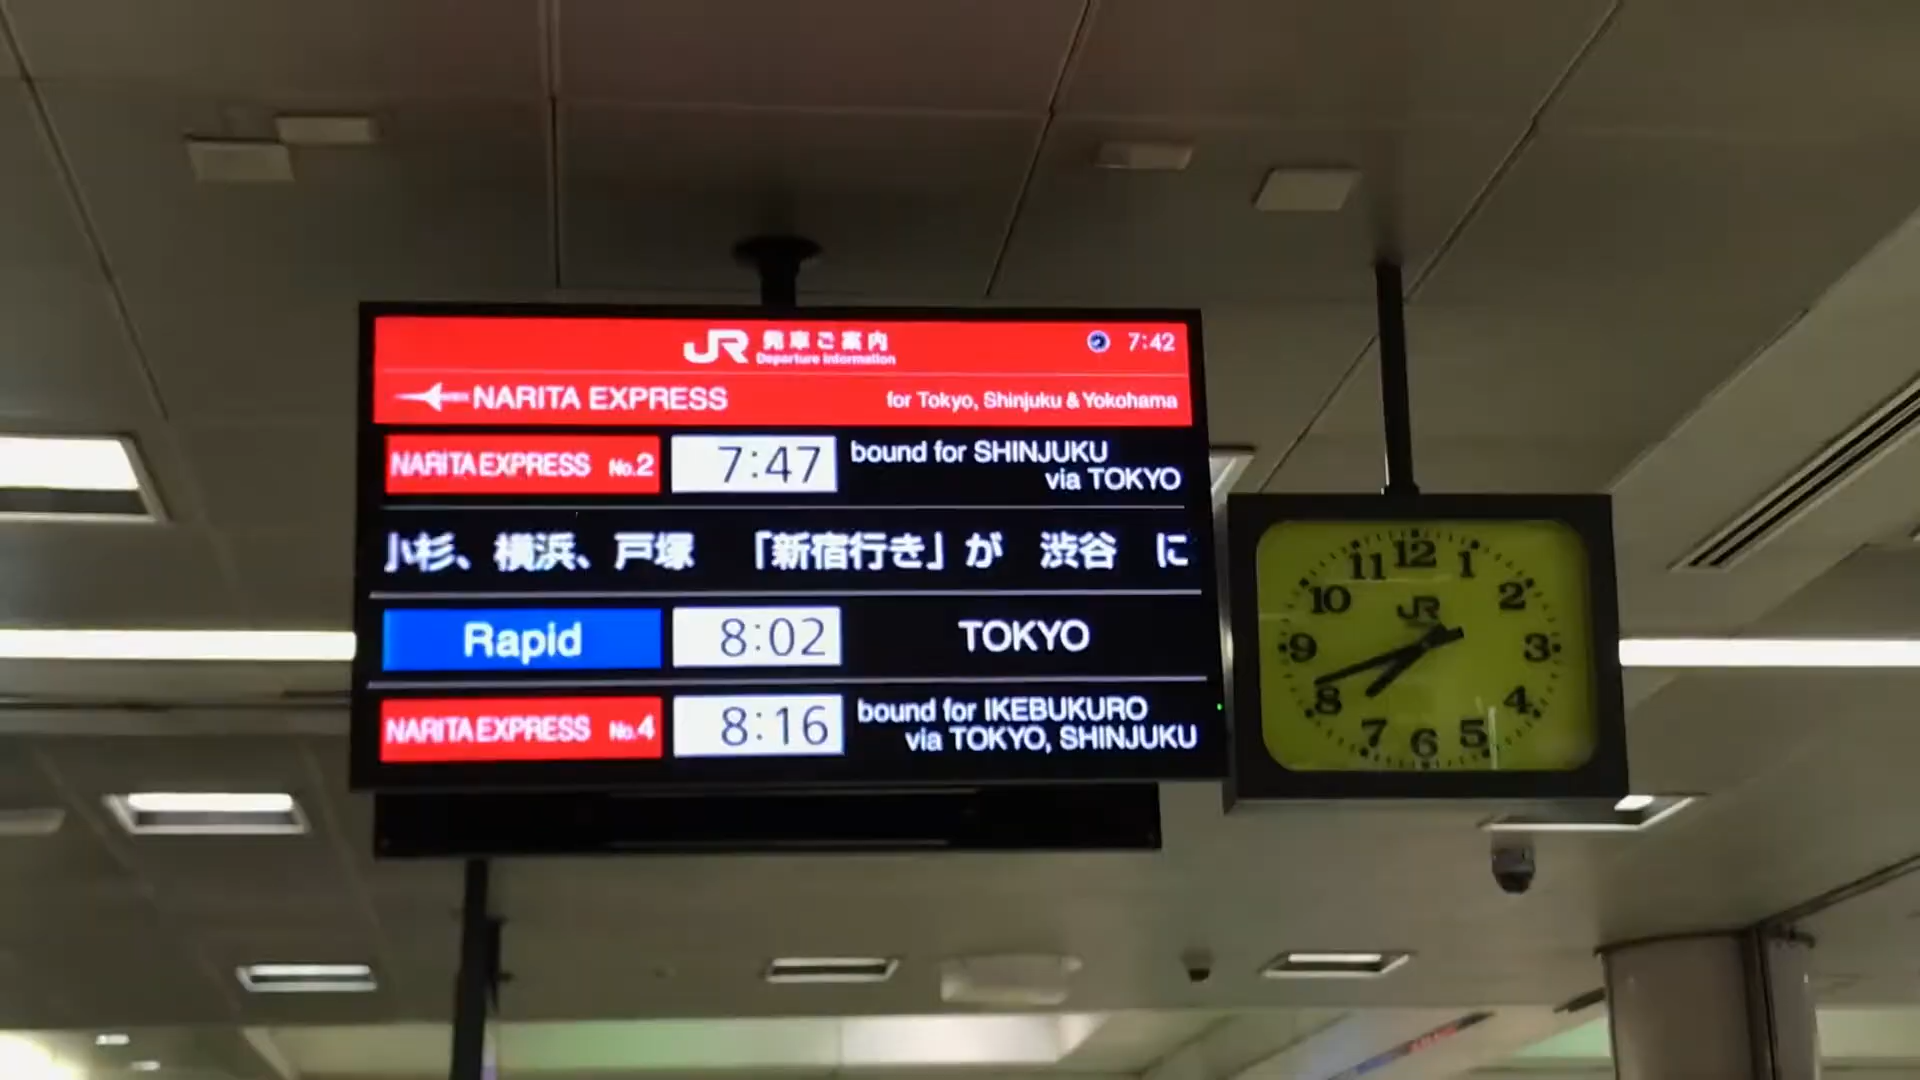 JR 発車ご案内 7:42
Departure Information
NARITA EXPRESS for Tokyo, Shinjuku & Yokohama
NARITA EXPRESS No.2 7:47 bound for SHINJUKU
via TOKYO
小杉、横浜、戸塚 「新宿行き」が 渋谷 に
Rapid 8:02 TOKYO
NARITA EXPRESS No.4 8:16 bound for IKEBUKURO
via TOKYO, SHINJUKU
12
11 1
10 JR 2
9 3
8 4
7 5
6